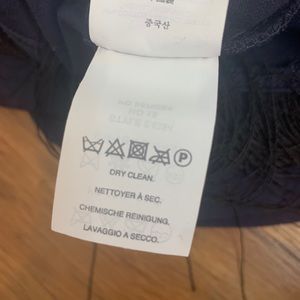 중국산
P
DRY CLEAN.
NETTOYER À SEC.
CHEMISCHE REINIGUNG.
LAVAGGIO A SECCO.